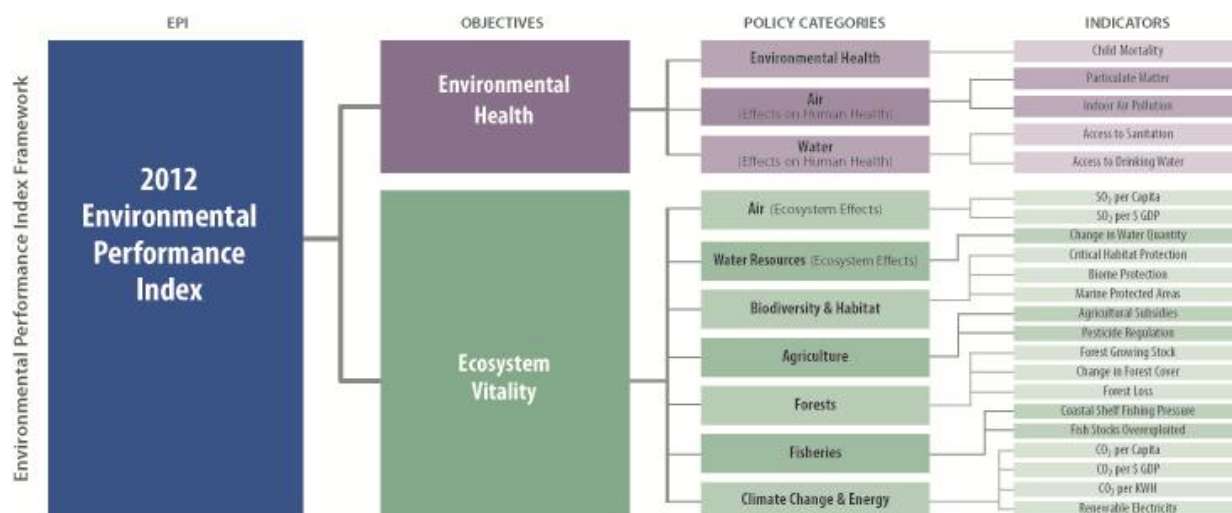 EPI
OBJECTIVES
POLICY CATEGORIES
INDICATORS
Environmental Performance Index Framework
2012
Environmental
Performance
Index
Environmental
Health
Ecosystem
Vitality
Environmental Health
Air
(Effects on Human Health)
Water
(Effects on Human Health)
Air (Ecosystem Effects)
Water Resources (Ecosystem Effects)
Biodiversity & Habitat
Agriculture
Forests
Fisheries
Climate Change & Energy
Child Mortality
Particulate Matter
Indoor Air Pollution
Access to Sanitation
Access to Drinking Water
SO₂ per Capita
SO₂ per $ GDP
Change in Water Quantity
Critical Habitat Protection
Biome Protection
Marine Protected Areas
Agricultural Subsidies
Pesticide Regulation
Forest Growing Stock
Change in Forest Cover
Forest Loss
Coastal Shelf Fishing Pressure
Fish Stocks Overexploited
CO₂ per Capita
CO₂ per $ GDP
CO₂ per KWH
Renewable Electricity